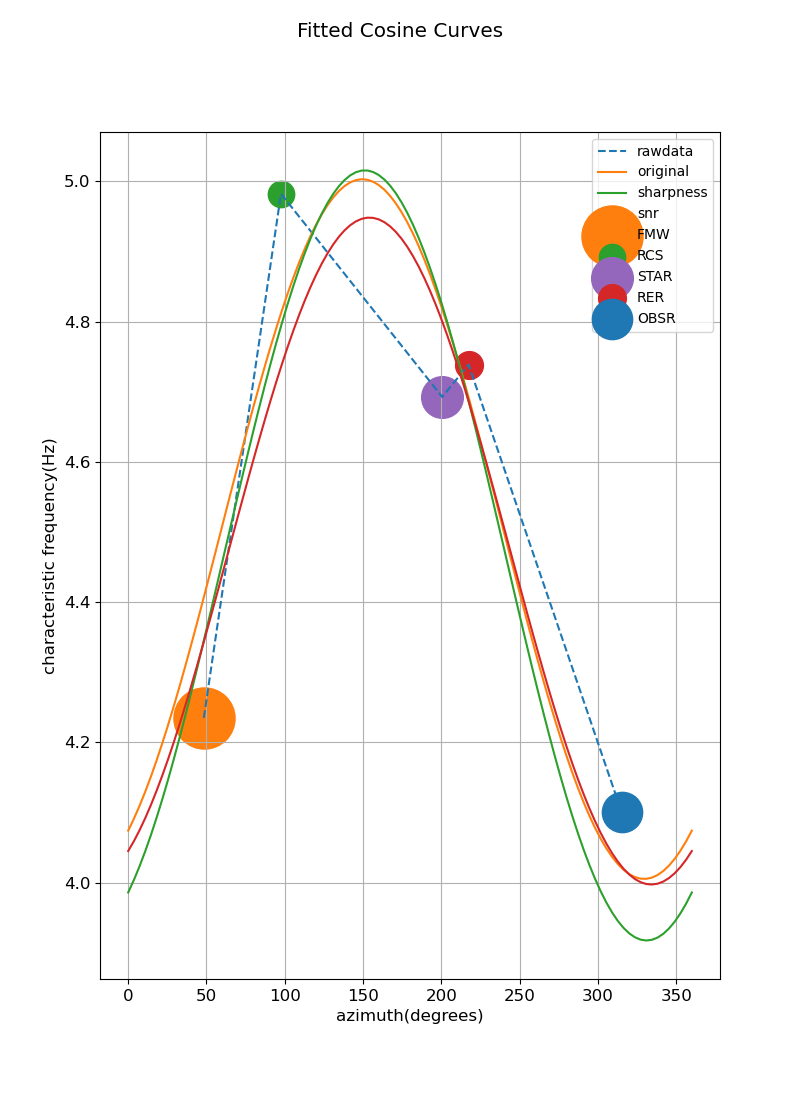 Fitted Cosine Curves
rawdata
original
sharpness
snr
FMW
RCS
STAR
RER
OBSR
characteristic frequency(Hz)
5.0
4.8
4.6
4.4
4.2
4.0
0 50 100 150 200 250 300 350
azimuth(degrees)